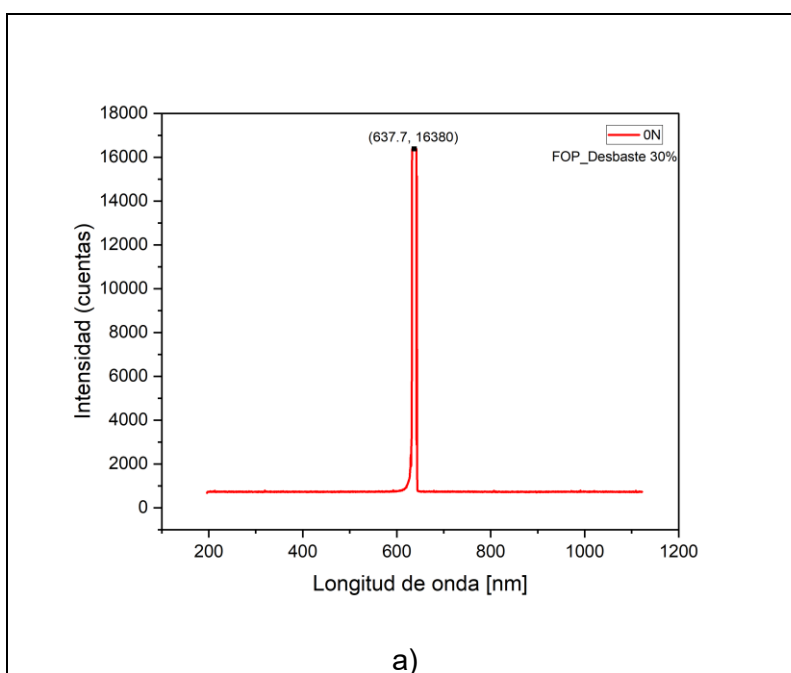 18000
16000
14000
12000
10000
8000
6000
4000
2000
0
Intensidad (cuentas)
(637.7, 16380)
0N
FOP_Desbaste 30%
200 400 600 800 1000 1200
Longitud de onda [nm]
a)